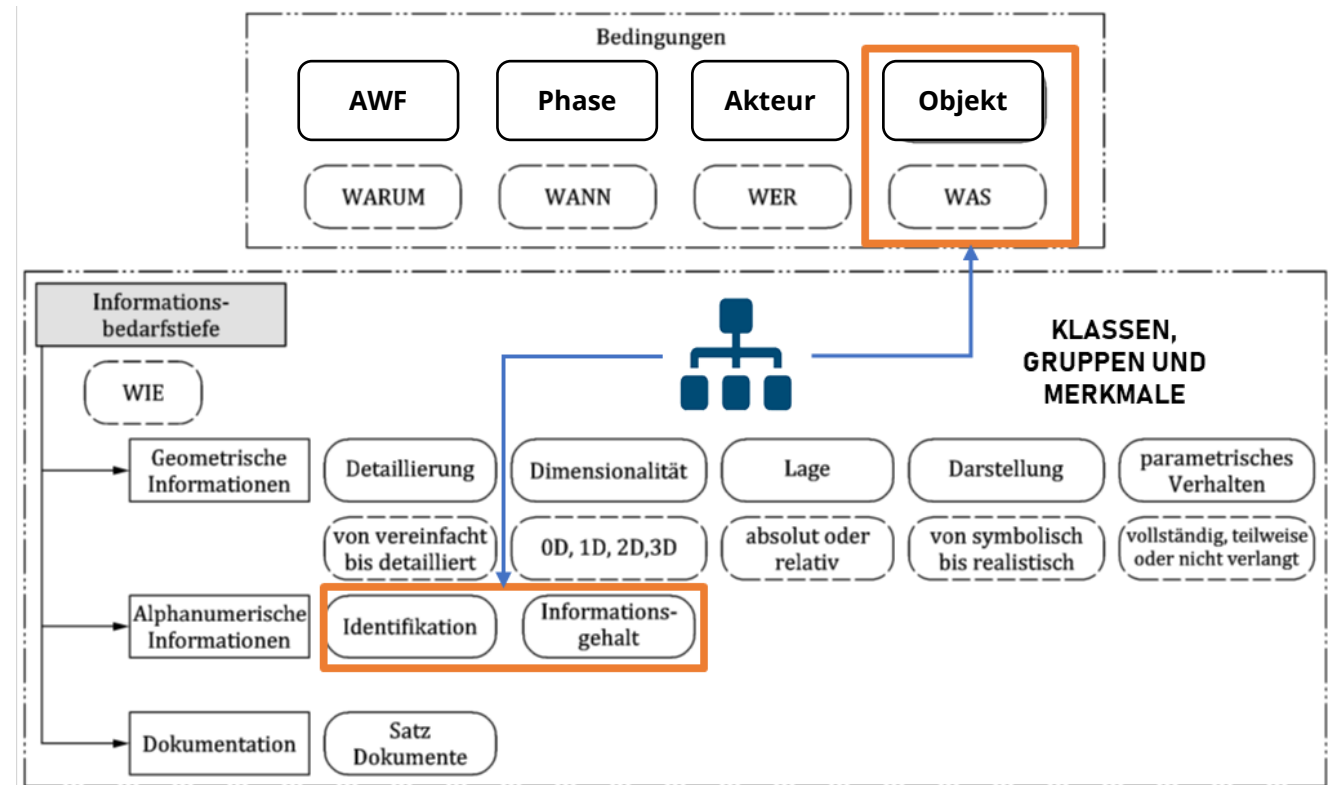 Bedingungen
AWF
Phase
Akteur
Objekt
WARUM
WANN
WER
WAS
Informations-
bedarfstiefe
WIE
KLASSEN,
GRUPPEN UND
MERKMALE
Geometrische
Informationen
Detaillierung
Dimensionalität
Lage
Darstellung
parametrisches
Verhalten
von vereinfacht
bis detailliert
0D, 1D, 2D,3D
absolut oder
relativ
von symbolisch
bis realistisch
vollständig, teilweise
oder nicht verlangt
Alphanumerische
Informationen
Identifikation
Informations-
gehalt
Dokumentation
Satz
Dokumente